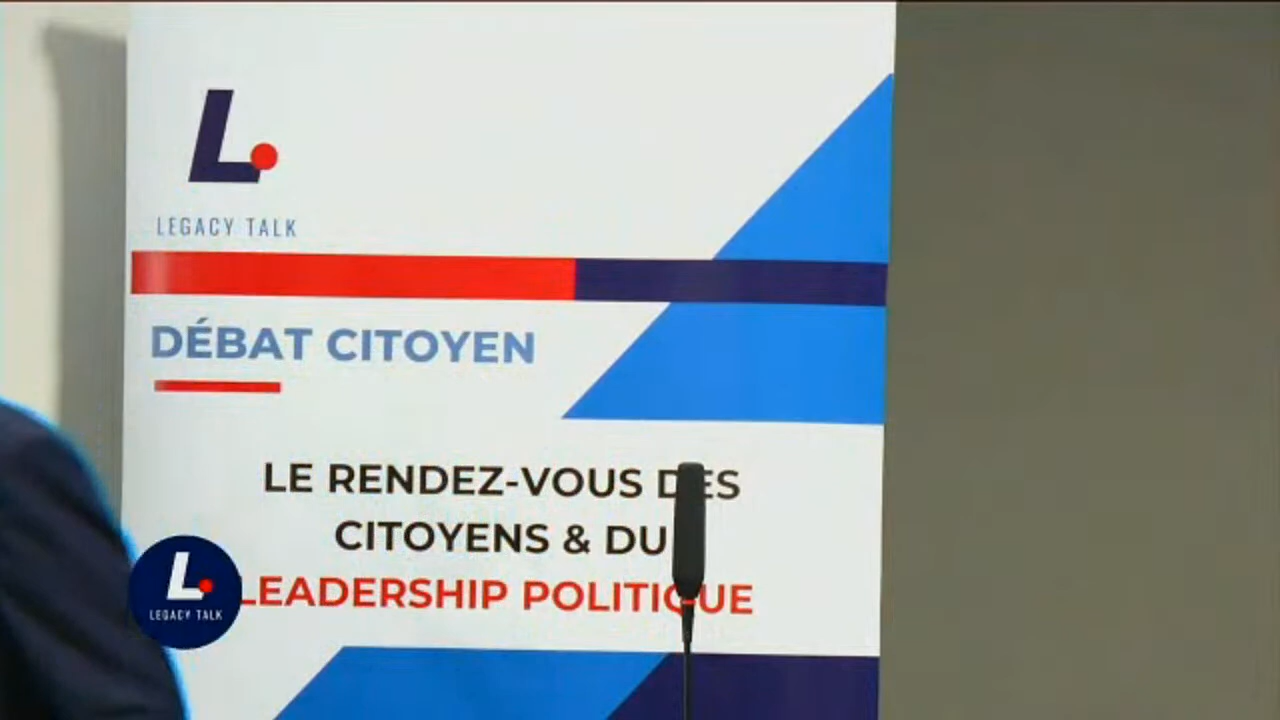 L.
LEGACY TALK
DÉBAT CITOYEN
LE RENDEZ-VOUS DES
CITOYENS & DU
LEADERSHIP POLITIQUE
L.
LEGACY TALK